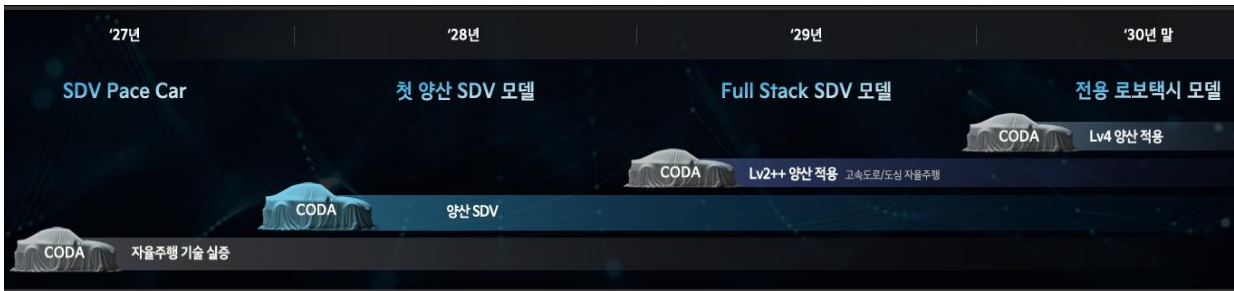 '27년
'28년
'29년
'30년 말
SDV Pace Car
첫 양산 SDV 모델
Full Stack SDV 모델
전용 로보택시 모델
CODA
Lv4 양산 적용
CODA
Lv2++ 양산 적용 고속도로/도심 자율주행
CODA
양산 SDV
CODA
자율주행 기술 실증